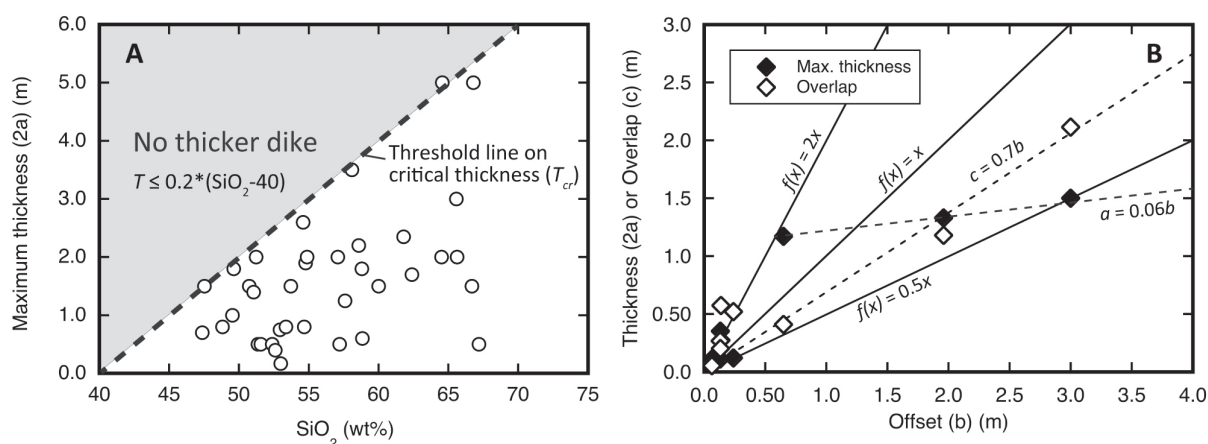 A
6.0
5.0
4.0
3.0
2.0
1.0
0.0
Maximum thickness (2a) (m)
No thicker dike
T ≤ 0.2*(SiO2-40)
Threshold line on
critical thickness (Tcr)
40 45 50 55 60 65 70 75
SiO2 (wt%)
B
3.0
2.5
2.0
1.5
1.0
0.50
0.0
Thickness (2a) or Overlap (c) (m)
Max. thickness
Overlap
f(x) = 2x
f(x) = x
c = 0.7b
a = 0.06b
f(x) = 0.5x
0.0 0.50 1.0 1.5 2.0 2.5 3.0 3.5 4.0
Offset (b) (m)